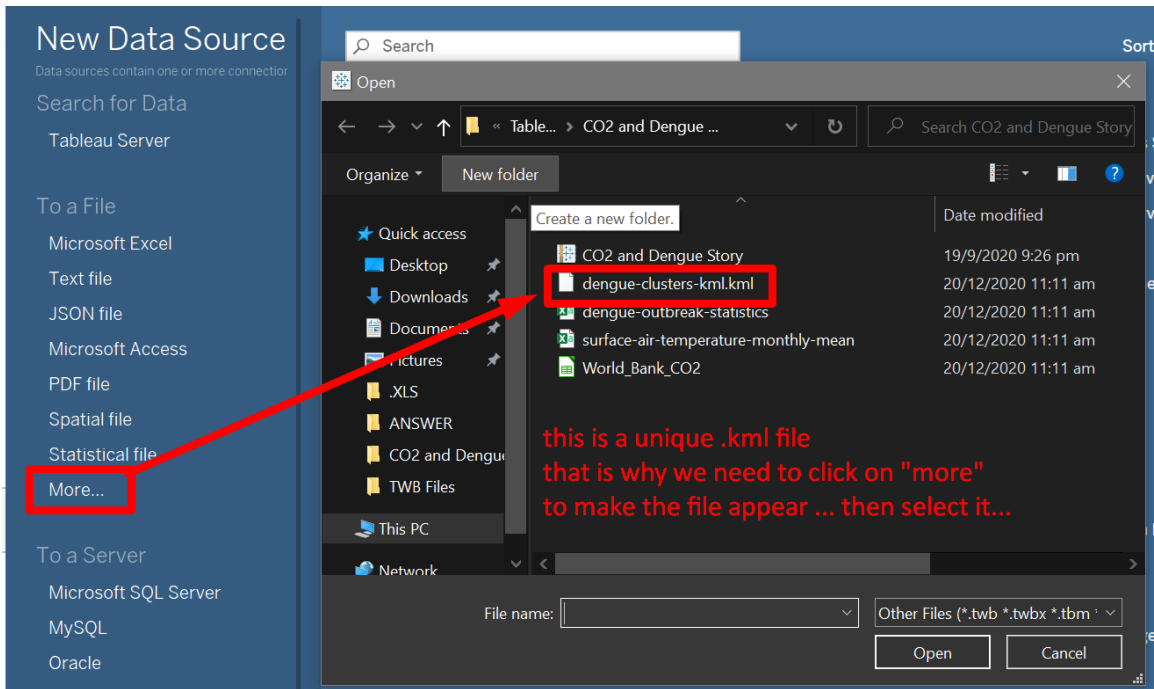 New Data Source
Search
Sort
Data sources contain one or more connection
Open
Search for Data
Tableau Server
« Table... > CO2 and Dengue ...
Search CO2 and Dengue Story
Organize
New folder
To a File
Microsoft Excel
Text file
JSON file
Microsoft Access
PDF file
Spatial file
Statistical file
More...
To a Server
Microsoft SQL Server
MySQL
Oracle
Quick access
Desktop
Downloads
Documents
Pictures
.XLS
ANSWER
CO2 and Dengue
TWB Files
This PC
Network
Create a new folder.
Date modified
CO2 and Dengue Story 19/9/2020 9:26 pm
dengue-clusters-kml.kml 20/12/2020 11:11 am
dengue-outbreak-statistics 20/12/2020 11:11 am
surface-air-temperature-monthly-mean 20/12/2020 11:11 am
World_Bank_CO2 20/12/2020 11:11 am
this is a unique .kml file
that is why we need to click on "more"
to make the file appear ... then select it...
File name:
Other Files (*.twb *.twbx *.tbm
Open
Cancel